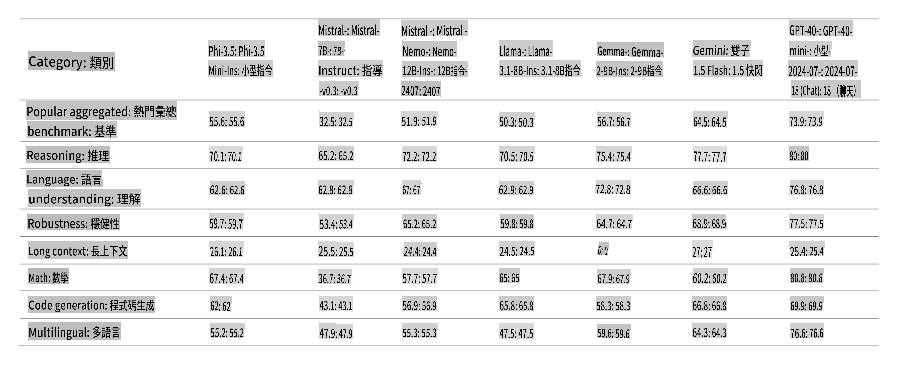 Category: 類別
Phi-3.5: Phi-3.5
Mini-Ins: 小型指令
Mistral-: Mistral-
7B-: 7B-
Instruct: 指導
-v0.3: -v0.3
Mistral-: Mistral-
Nemo-: Nemo-
12B-Ins-: 12B指令-
2407: 2407
Llama-: Llama-
3.1-8B-Ins: 3.1-8B指令
Gemma-: Gemma-
2-9B-Ins: 2-9B指令
Gemini: 雙子
1.5 Flash: 1.5 快閃
GPT-4O-: GPT-4O-
mini-: 小型-
2024-07-: 2024-07-
18 (Chat): 18（聊天）
Popular aggregated: 熱門彙總
benchmark: 基準
55.6: 55.6 32.5: 32.5 51.9: 51.9 50.3: 50.3 56.7: 56.7 64.5: 64.5 73.9: 73.9
Reasoning: 推理 70.1: 70.1 65.2: 65.2 72.2: 72.2 70.5: 70.5 75.4: 75.4 77.7: 77.7 80: 80
Language: 語言
understanding: 理解
62.6: 62.6 62.8: 62.8 67: 67 62.9: 62.9 72.8: 72.8 66.6: 66.6 76.8: 76.8
Robustness: 穩健性 59.7: 59.7 53.4: 53.4 65.2: 65.2 59.8: 59.8 64.7: 64.7 68.9: 68.9 77.5: 77.5
Long context: 長上下文 26.1: 26.1 25.5: 25.5 24.4: 24.4 24.5: 24.5 27: 27 25.4: 25.4
Math: 數學 67.4: 67.4 36.7: 36.7 57.7: 57.7 65: 65 67.9: 67.9 60.2: 60.2 80.8: 80.8
Code generation: 程式碼生成 62: 62 43.1: 43.1 56.9: 56.9 65.8: 65.8 58.3: 58.3 66.8: 66.8 69.9: 69.9
Multilingual: 多語言 55.2: 55.2 47.9: 47.9 55.3: 55.3 47.5: 47.5 59.6: 59.6 64.3: 64.3 76.6: 76.6